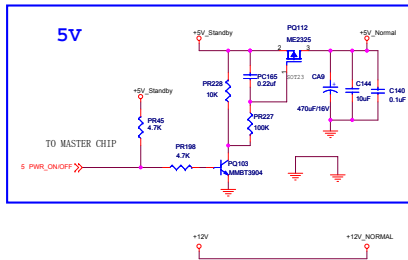 5V
+5V_Standby
PQ112
ME2325
+5V_Normal
2
3
1
SOT23
PR228
10K
PC165
0.22uf
CA9
470uF/16V
C144
10uF
C140
0.1uF
+5V_Standby
PR45
4.7K
PR227
100K
TO MASTER CHIP
PR198
4.7K
5 PWR_ON/OFF
PQ103
MMBT3904
+12V
+12V_NORMAL